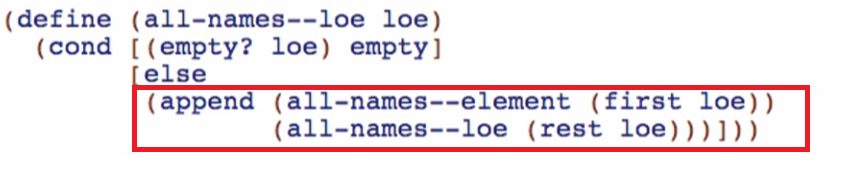 (define (all-names--loe loe)
(cond [(empty? loe) empty]
[else
(append (all-names--element (first loe))
(all-names--loe (rest loe)))]))